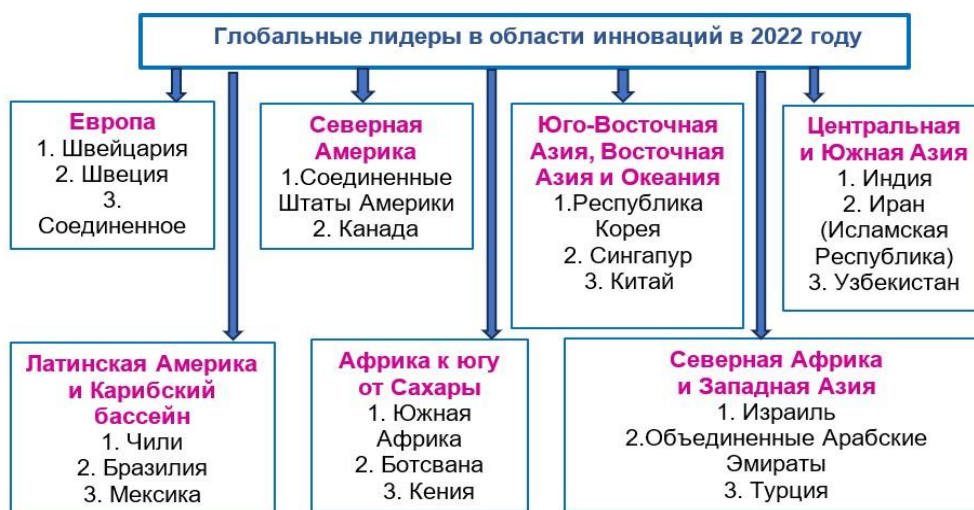 Глобальные лидеры в области инноваций в 2022 году
Европа
1. Швейцария
2. Швеция
3.
Соединенное
Северная
Америка
1.Соединенные
Штаты Америки
2. Канада
Юго-Восточная
Азия, Восточная
Азия и Океания
1.Республика
Корея
2. Сингапур
3. Китай
Центральная
и Южная Азия
1. Индия
2. Иран
(Исламская
Республика)
3. Узбекистан
Латинская Америка
и Карибский
бассейн
1. Чили
2. Бразилия
3. Мексика
Африка к югу
от Сахары
1. Южная
Африка
2. Ботсвана
3. Кения
Северная Африка
и Западная Азия
1. Израиль
2.Объединенные Арабские
Эмираты
3. Турция